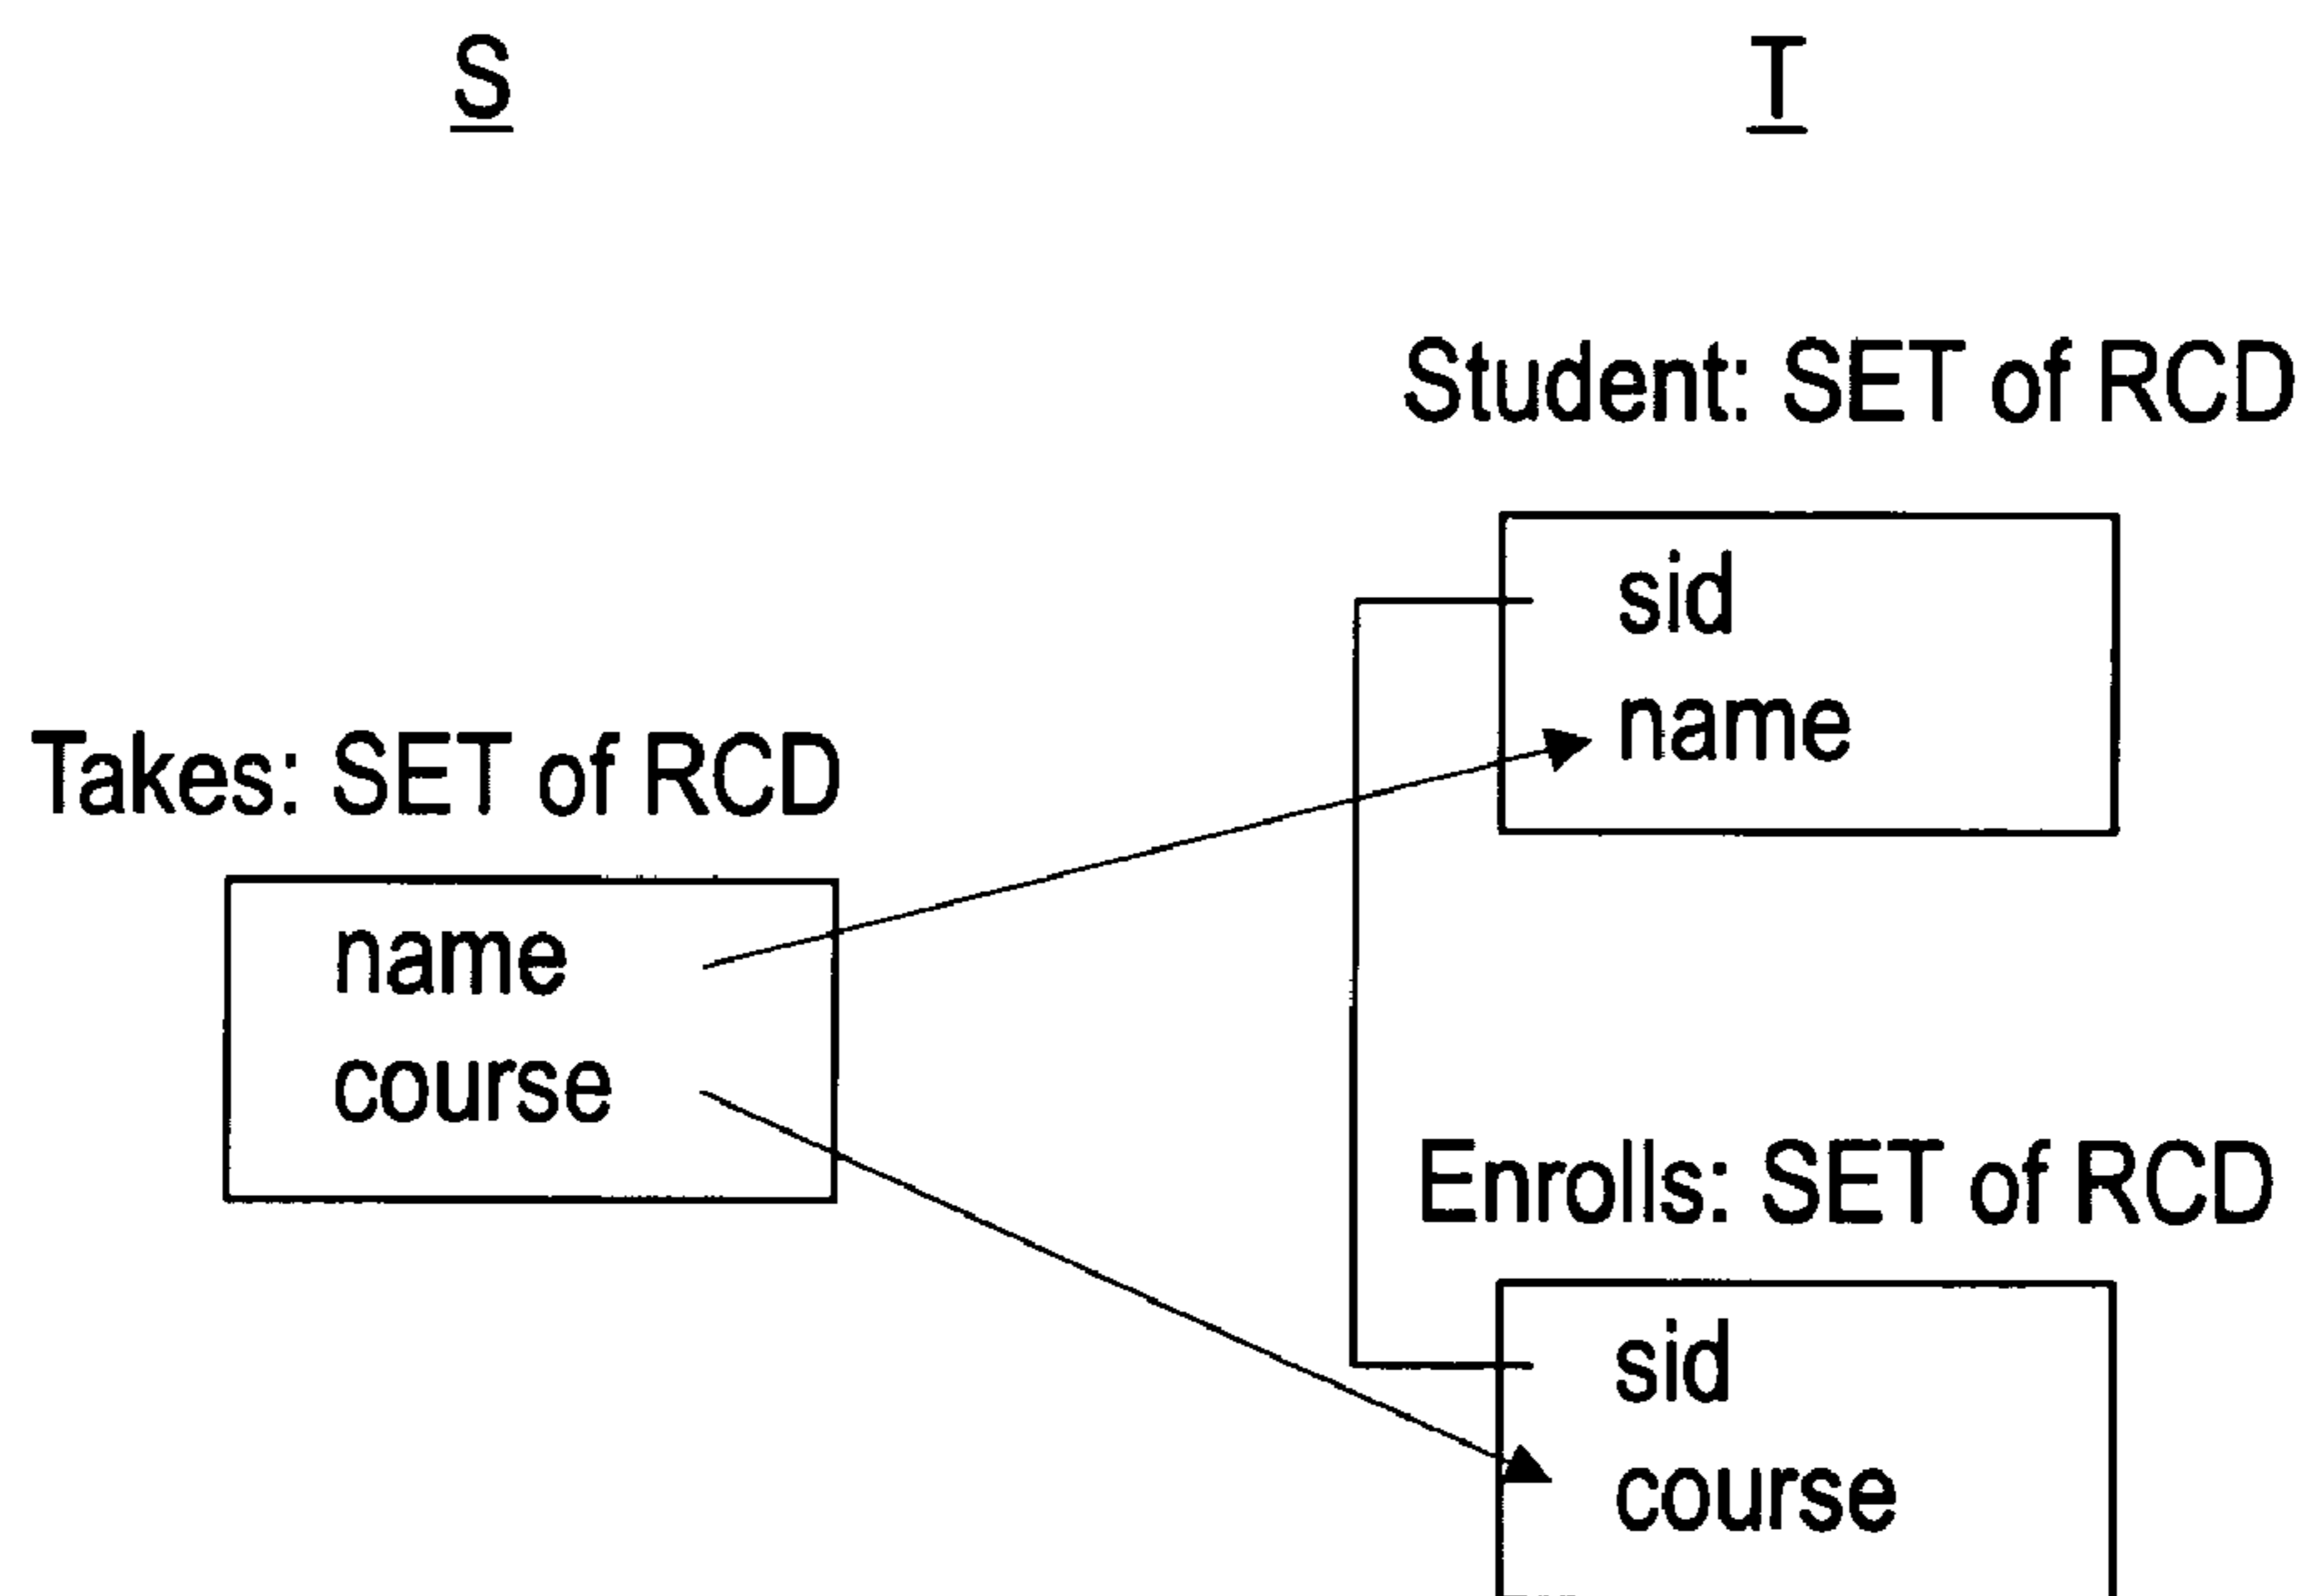 S
T
Takes: SET of RCD
name
course
Student: SET of RCD
sid
name
Enrolls: SET of RCD
sid
course